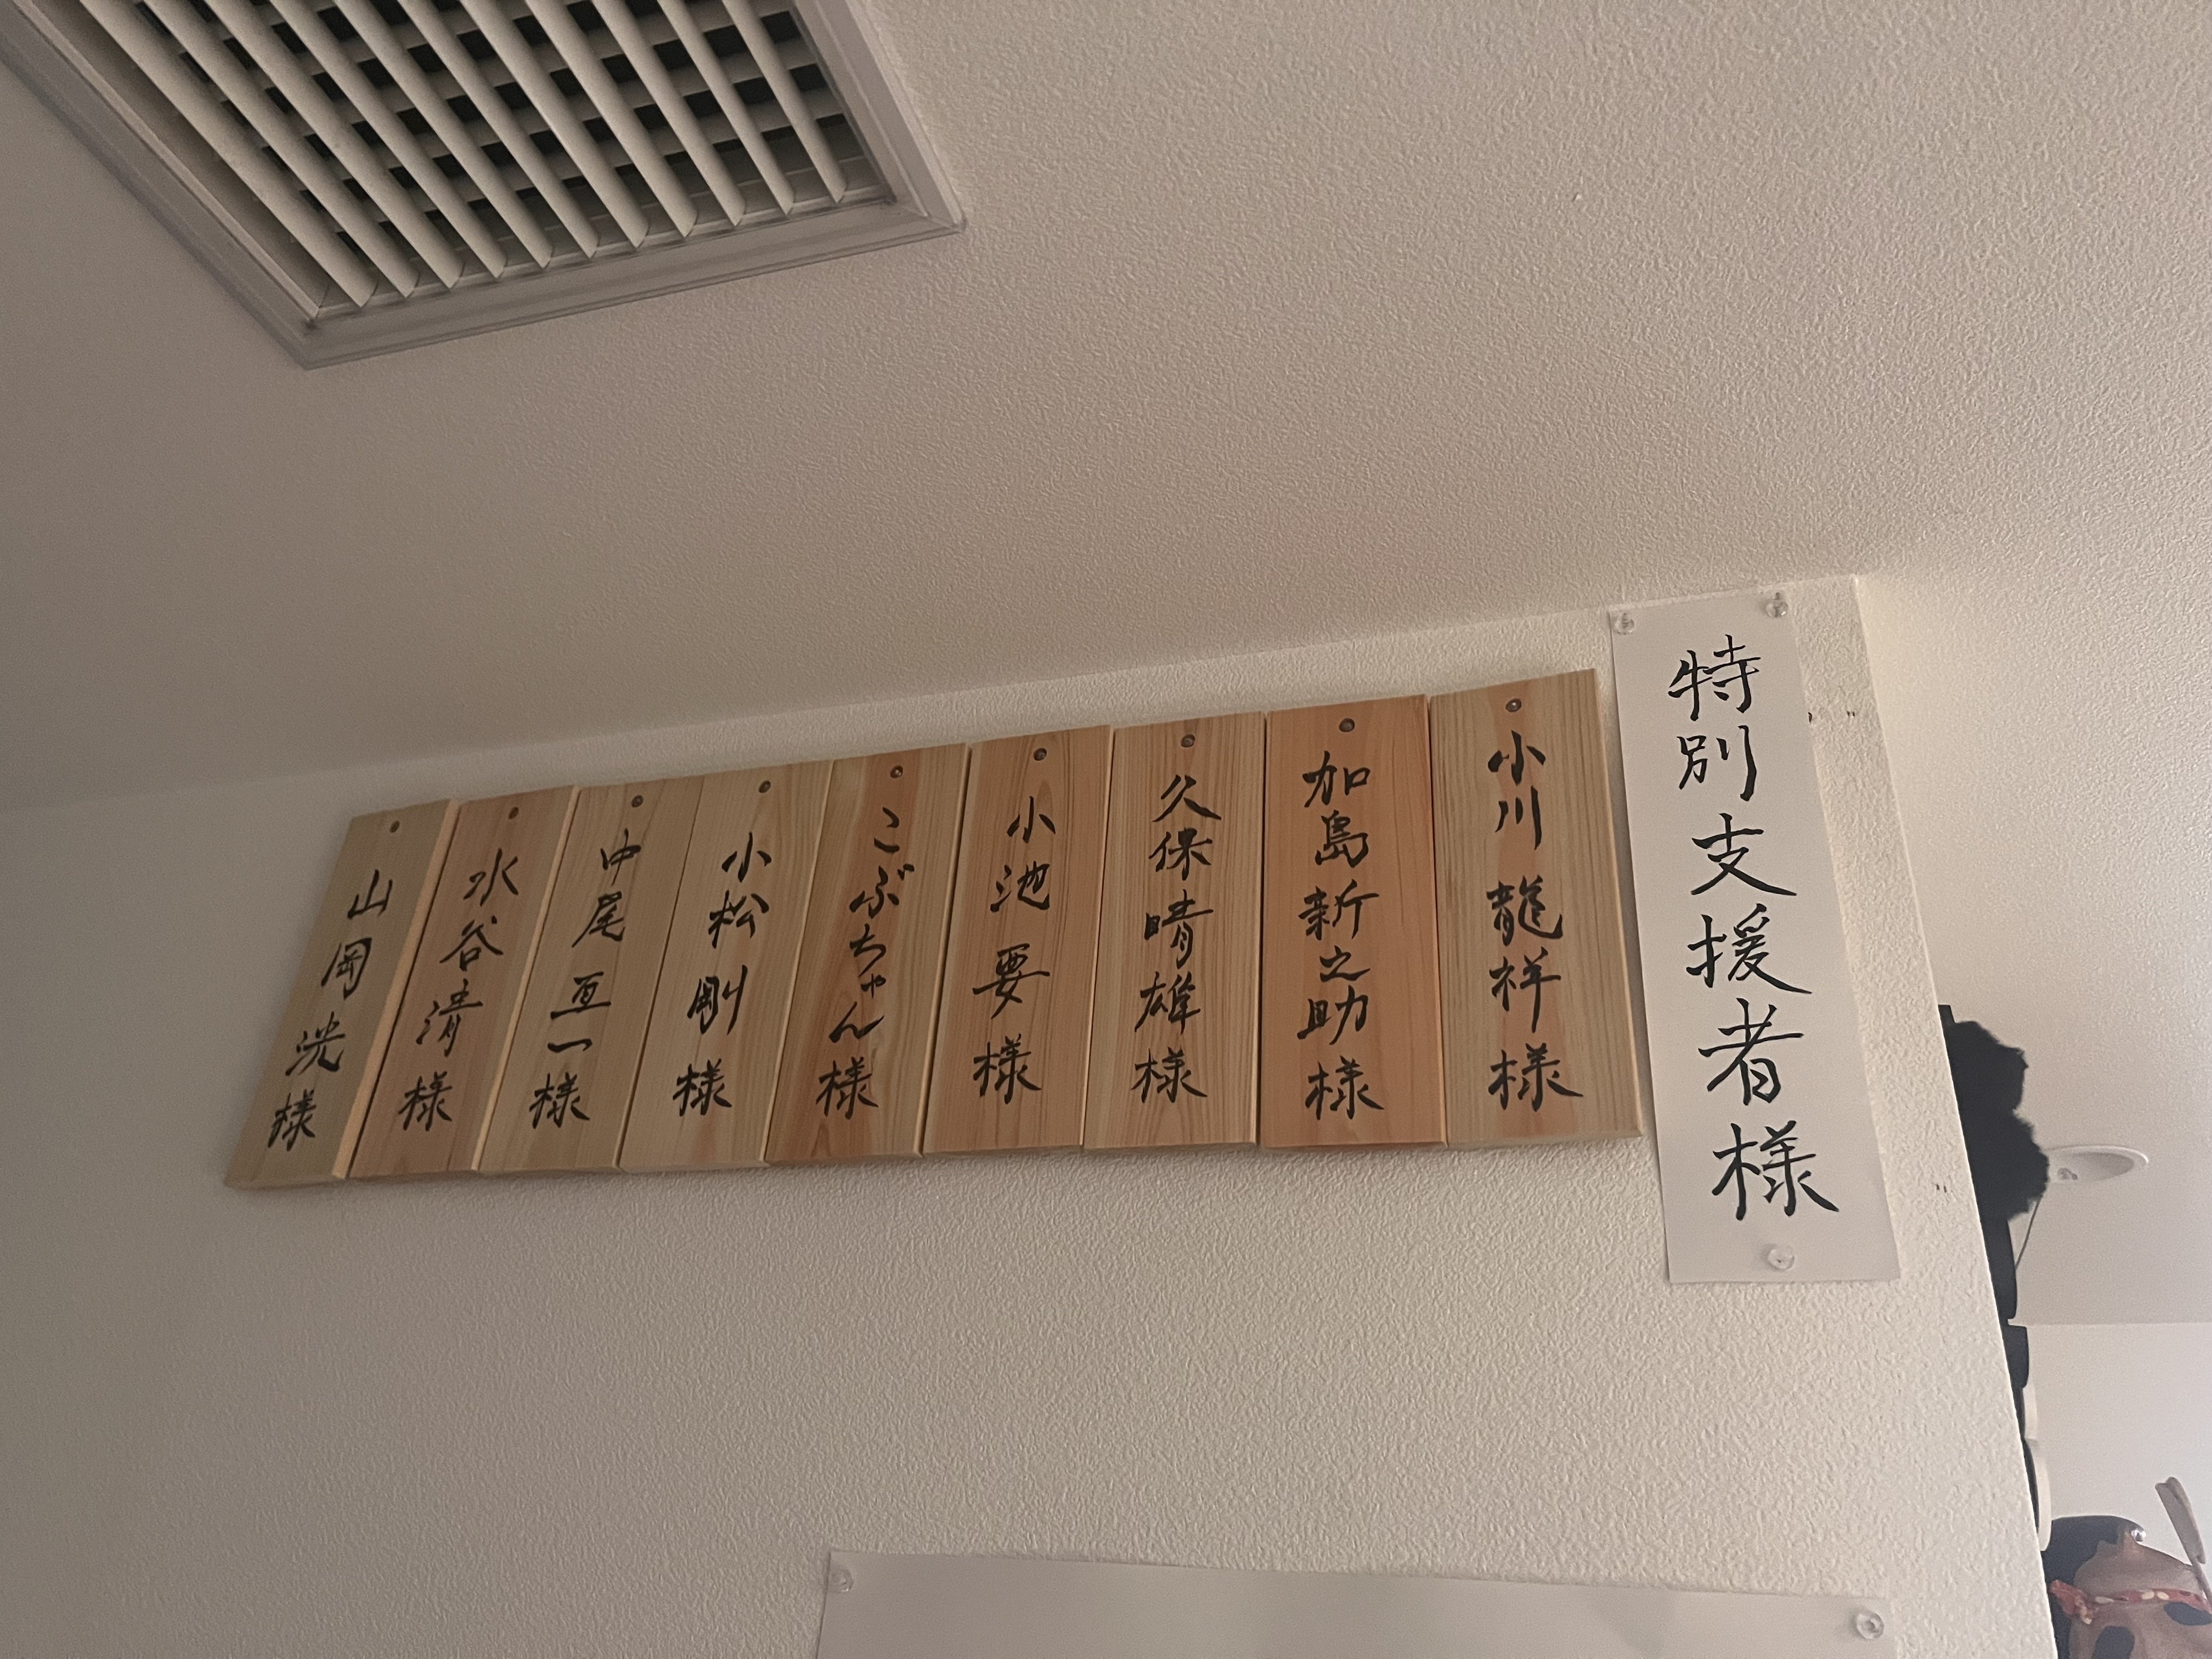 特別支援者様
小川龍祥様
加島新之助様
久保晴雄様
小池要様
こぶちゃん様
小松剛様
中尾亙一様
水谷清様
山岡洸様